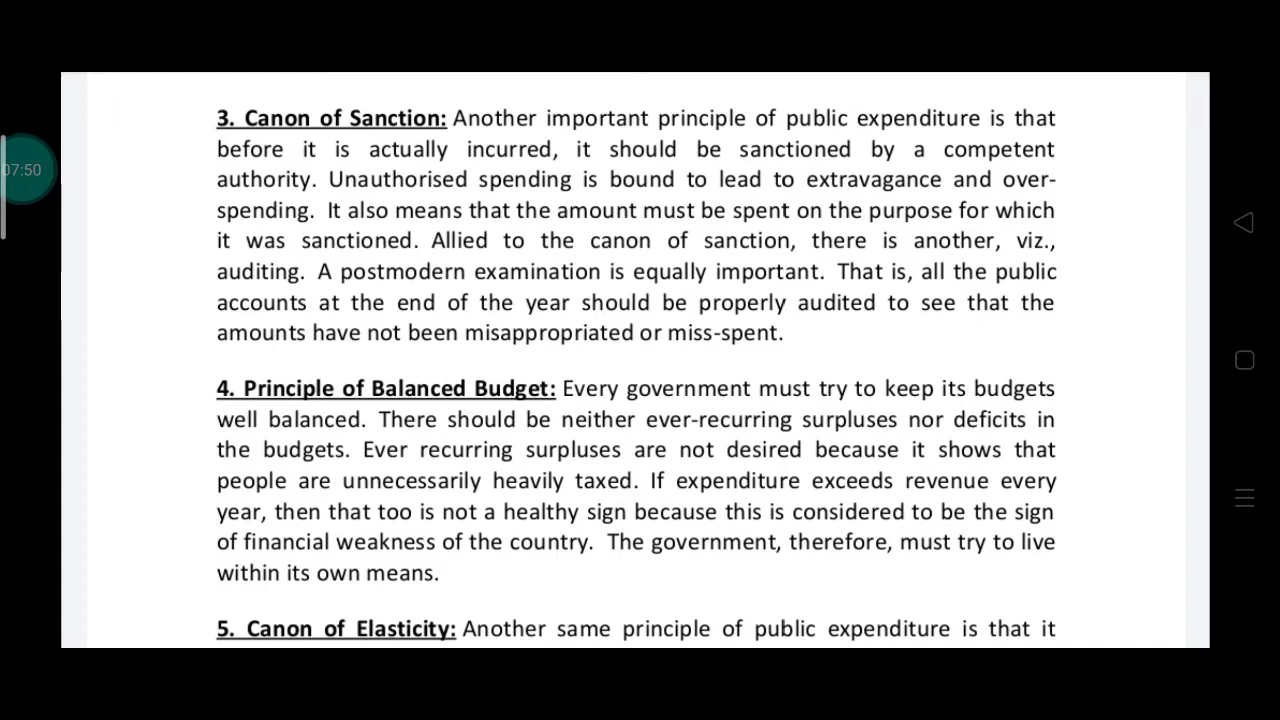 3. Canon of Sanction: Another important principle of public expenditure is that
before it is actually incurred, it should be sanctioned by a competent
authority. Unauthorised spending is bound to lead to extravagance and over-
spending. It also means that the amount must be spent on the purpose for which
it was sanctioned. Allied to the canon of sanction, there is another, viz.,
auditing. A postmodern examination is equally important. That is, all the public
accounts at the end of the year should be properly audited to see that the
amounts have not been misappropriated or miss-spent.
07:50
4. Principle of Balanced Budget: Every government must try to keep its budgets
well balanced. There should be neither ever-recurring surpluses nor deficits in
the budgets. Ever recurring surpluses are not desired because it shows that
people are unnecessarily heavily taxed. If expenditure exceeds revenue every
year, then that too is not a healthy sign because this is considered to be the sign
of financial weakness of the country. The government, therefore, must try to live
within its own means.
5. Canon of Elasticity: Another same principle of public expenditure is that it